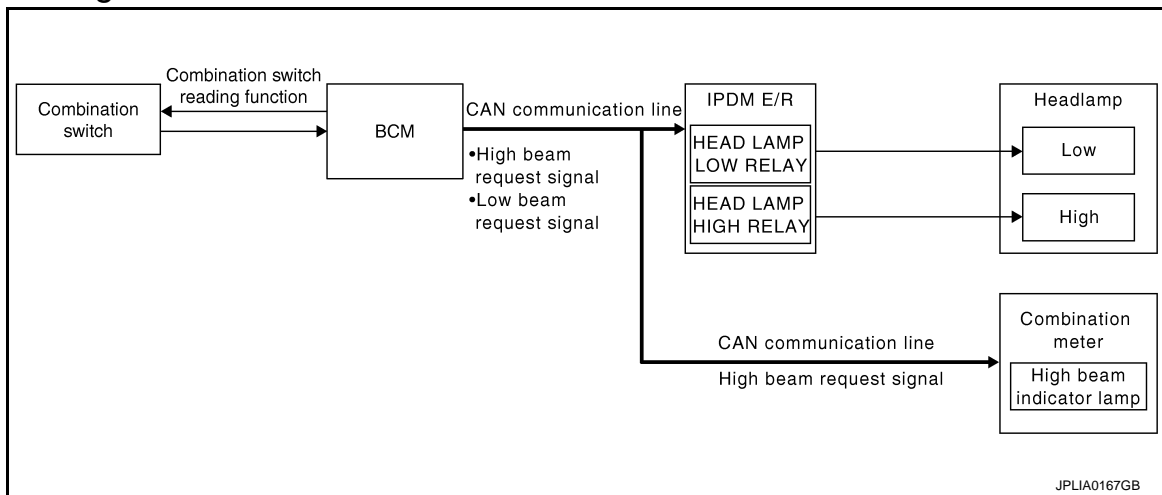 Combination switch
reading function
Combination
switch
BCM
CAN communication line
•High beam
request signal
•Low beam
request signal
IPDM E/R
HEAD LAMP
LOW RELAY
HEAD LAMP
HIGH RELAY
Headlamp
Low
High
CAN communication line
High beam request signal
Combination
meter
High beam
indicator lamp
JPLIA0167GB